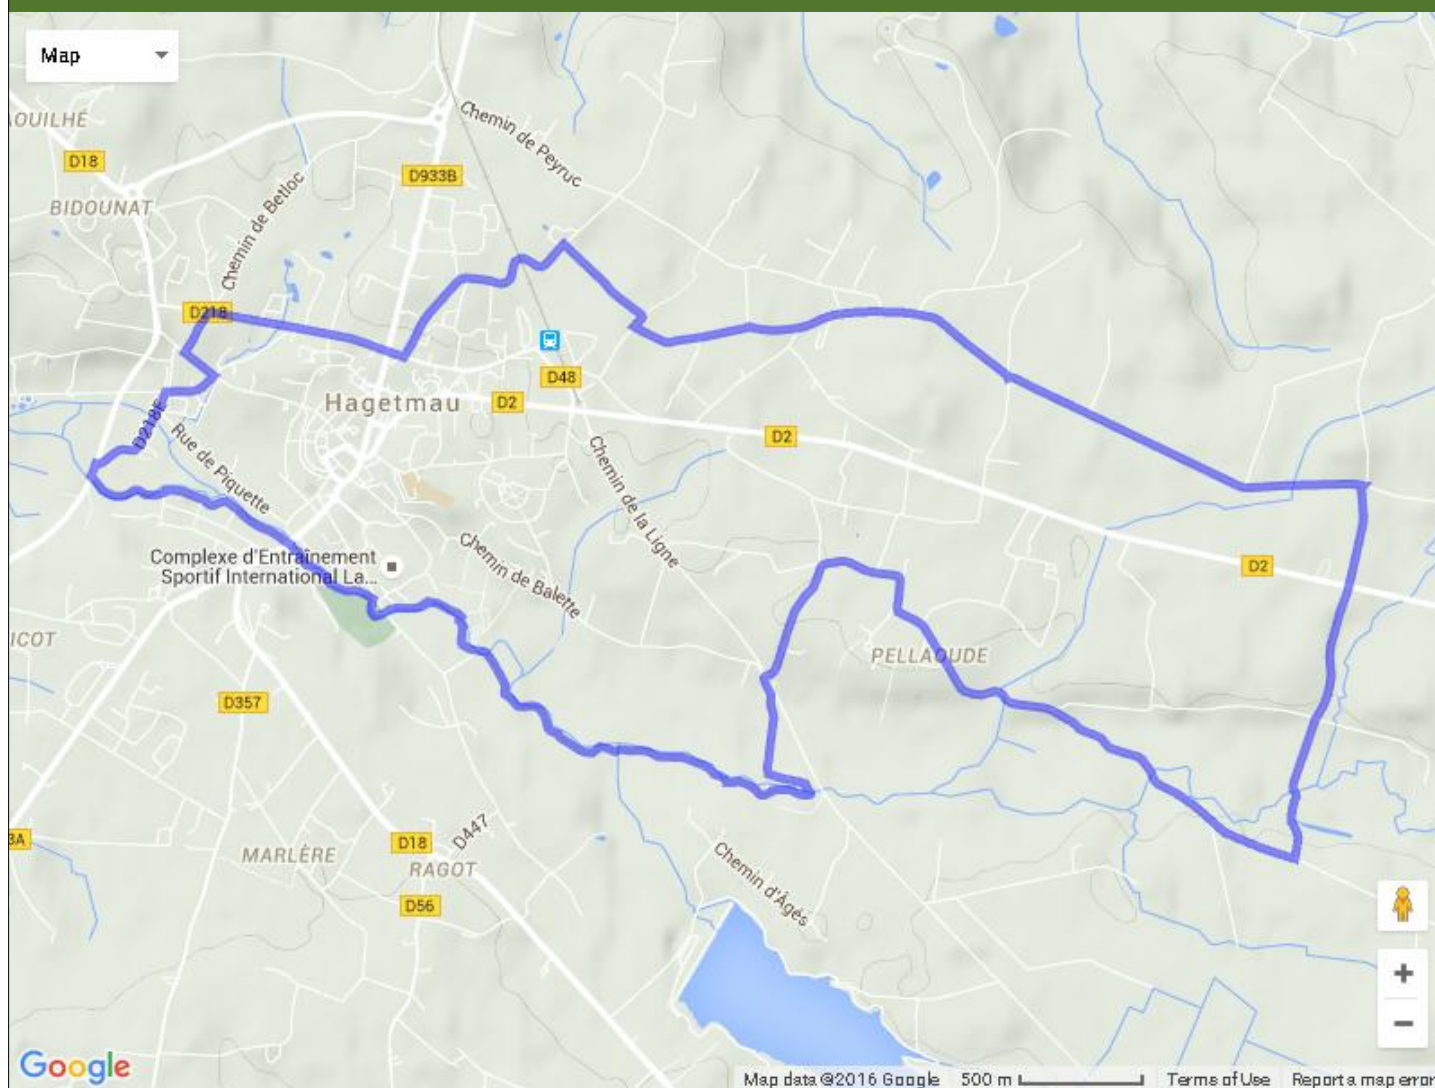 Map
AOUILHÉ
Chemin de Peyruc
D18
D933B
BIDOUNAT
Chemin de Betloc
D218
D48
Hagetmau
D2
D2
D218E
Rue de Piquette
Chemin de la Ligne
Complexe d'Entraînement
Sportif International La...
Chemin de Balette
D2
ICOT
PELLAOUDE
D357
3A
D18
D447
MARLÈRE
RAGOT
Chemin d'Agés
D56
+
−
Google
Map data ©2016 Google 500 m Terms of Use Report a map error